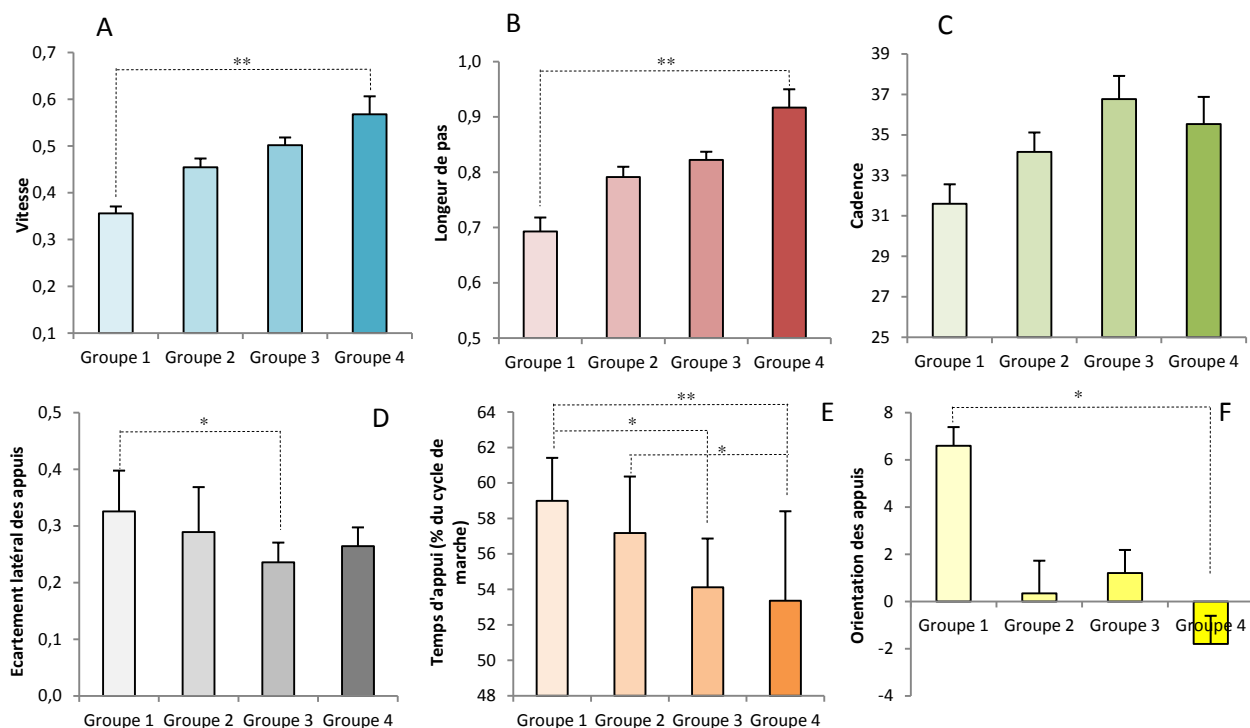 A
Vitesse
0,7
0,6
0,5
0,4
0,3
0,2
0,1
**
Groupe 1 Groupe 2 Groupe 3 Groupe 4
B
Longeur de pas
1,0
0,9
0,8
0,7
0,6
0,5
**
Groupe 1 Groupe 2 Groupe 3 Groupe 4
C
Cadence
39
37
35
33
31
29
27
25
Groupe 1 Groupe 2 Groupe 3 Groupe 4
D
Ecartement latéral des appuis
0,5
0,4
0,3
0,2
0,1
0,0
*
Groupe 1 Groupe 2 Groupe 3 Groupe 4
E
Temps d'appui (% du cycle de
marche)
64
62
60
58
56
54
52
50
48
**
*
*
Groupe 1 Groupe 2 Groupe 3 Groupe 4
F
Orientation des appuis
8
6
4
2
0
-2
-4
*
Groupe 1 Groupe 2 Groupe 3 Groupe 4